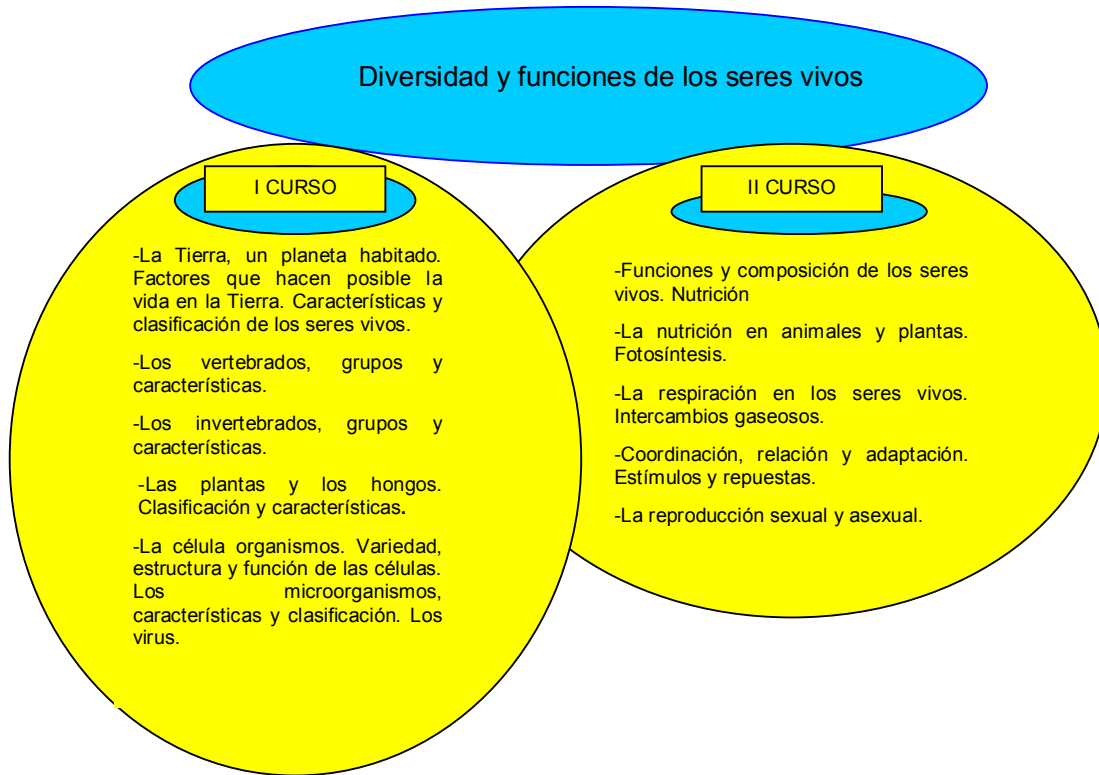 Diversidad y funciones de los seres vivos
I CURSO
-La Tierra, un planeta habitado.
Factores que hacen posible la
vida en la Tierra. Características y
clasificación de los seres vivos.
-Los vertebrados, grupos y
características.
-Los invertebrados, grupos y
características.
-Las plantas y los hongos.
Clasificación y características.
-La célula organismos. Variedad,
estructura y función de las células.
Los microorganismos,
características y clasificación. Los
virus.
II CURSO
-Funciones y composición de los seres
vivos. Nutrición
-La nutrición en animales y plantas.
Fotosíntesis.
-La respiración en los seres vivos.
Intercambios gaseosos.
-Coordinación, relación y adaptación.
Estímulos y repuestas.
-La reproducción sexual y asexual.